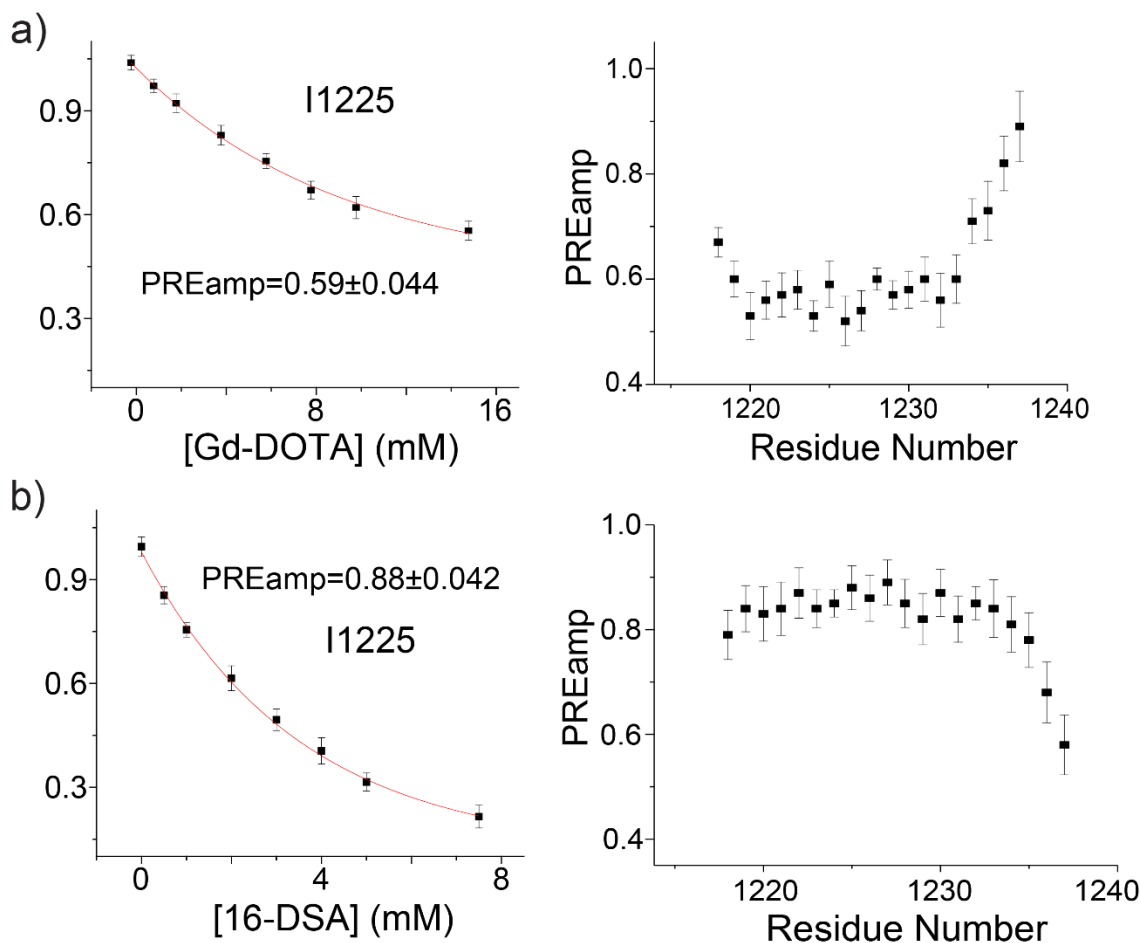 a)
0.9
0.6
0.3
I1225
PREamp=0.59±0.044
0
8
16
[Gd-DOTA] (mM)
PREamp
1.0
0.8
0.6
0.4
1220
1230
1240
Residue Number
b)
0.9
0.6
0.3
PREamp=0.88±0.042
I1225
0
4
8
[16-DSA] (mM)
PREamp
1.0
0.8
0.6
0.4
1220
1230
1240
Residue Number